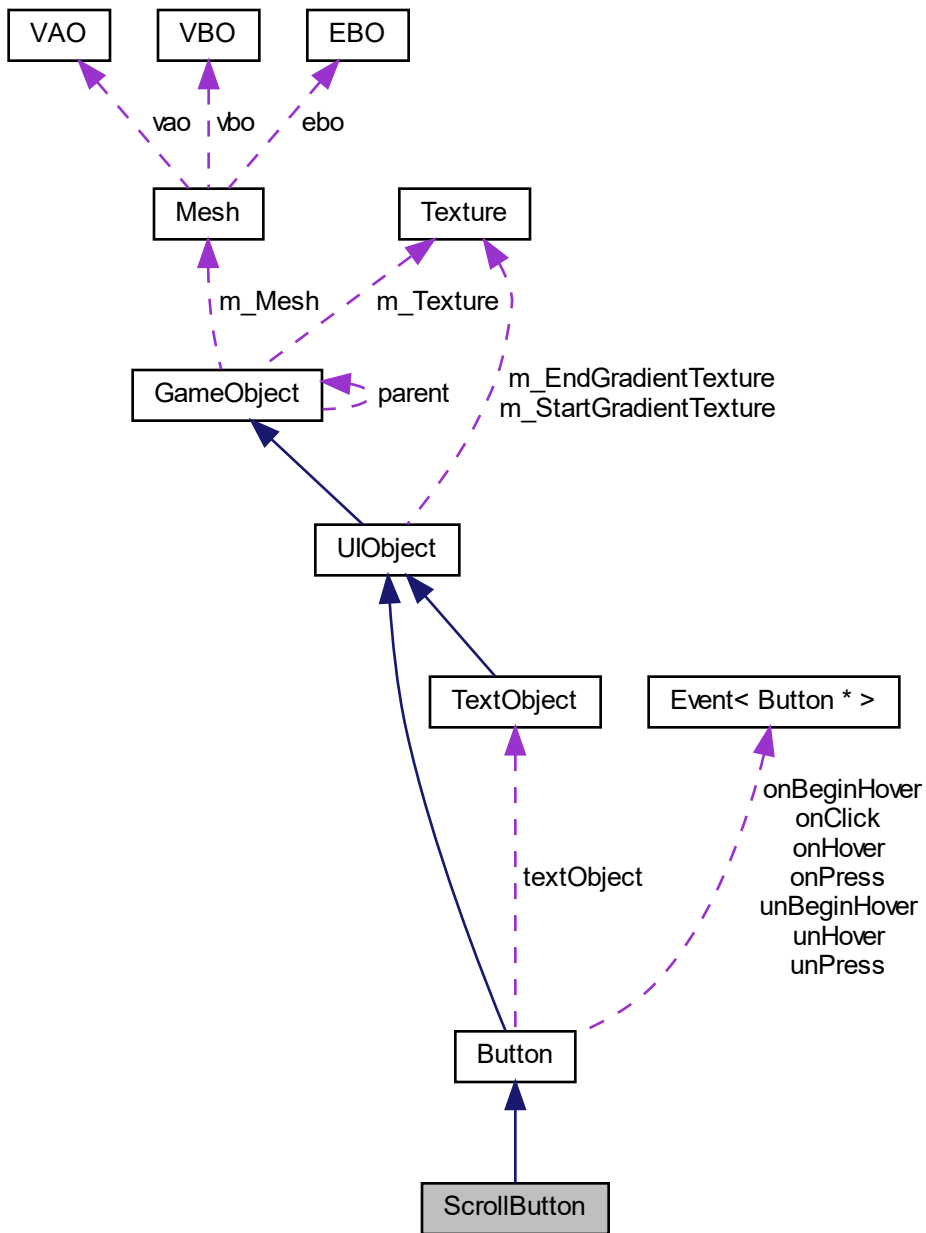 VAO
VBO
EBO
vao
vbo
ebo
Mesh
Texture
m_Mesh
m_Texture
GameObject
parent
m_EndGradientTexture
m_StartGradientTexture
UIObject
TextObject
Event< Button * >
onBeginHover
onClick
onHover
onPress
unBeginHover
unHover
unPress
textObject
Button
ScrollButton